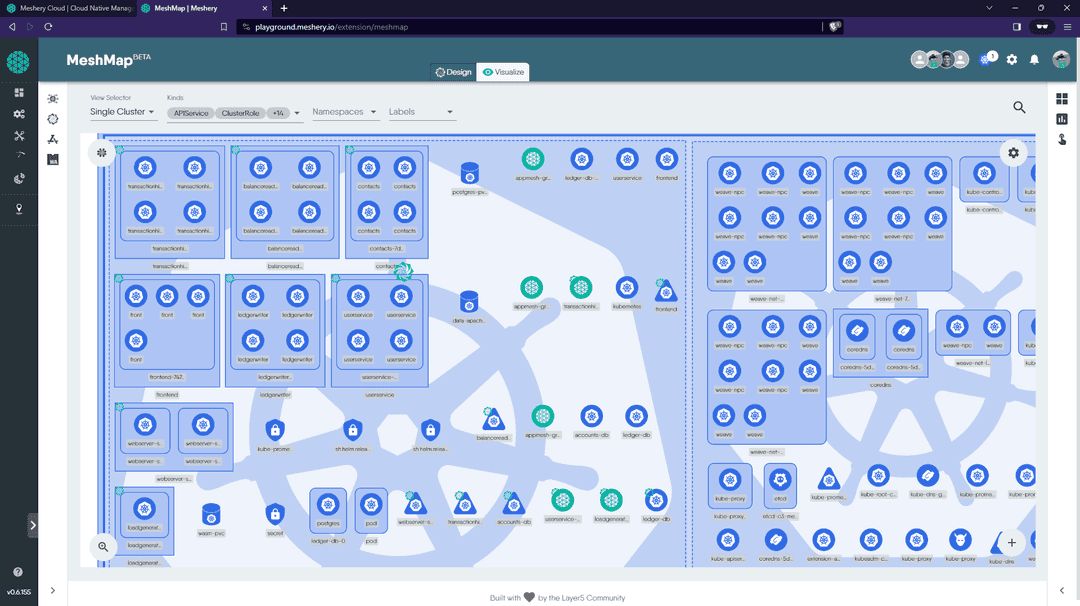 Meshery Cloud | Cloud Native Mana
MeshMap | Meshery
playground.meshery.io/extension/meshmap
MeshMap BETA
Design
Visualize
1
View Selector
Single Cluster
Kinds
APIService
ClusterRole
+14
Namespaces
Labels
transactionhi...
transactionhi...
balanceread...
balanceread...
contacts
contacts
postgres-pv...
appmesh-gr...
ledger-db-...
userservice
frontend
transactionhi...
transactionhi...
balanceread...
balanceread...
contacts
contacts
transactionhi...
balanceread...
contacts-7d...
transactionhi...
balanceread...
contacts
front
front
front
ledgerwriter
ledgerwriter
userservice
userservice
data-apach...
appmesh-gr...
transactionhi...
kubernetes
frontend
front
ledgerwriter
ledgerwriter
userservice
userservice
frontend-747...
ledgerwriter...
userservice-...
frontend
ledgerwriter
userservice
webserver-s...
webserver-s...
kube-prome...
sh.helm.relea...
sh.helm.relea...
balanceread...
appmesh-gr...
accounts-db
ledger-db
webserver-s...
webserver-s...
webserver-s...
loadgenerat...
wasm-pvc
secret
postgres
pod
webserver-s...
transactionhi...
accounts-db
userservice-...
loadgenerat...
ledger-db
loadgenerat...
ledger-db-0
pod
loadgenerat...
weave-npc
weave-npc
weave
weave-npc
weave-npc
weave
kube-contro...
weave-npc
weave-npc
weave
weave-npc
weave-npc
weave
kube-contro...
weave
weave
weave
weave
weave-net-...
weave-net-f...
weave-npc
weave-npc
weave
coredns
coredns
weave-npc
weave
weave-npc
weave-npc
weave
coredns-5d...
coredns-5d...
weave-net-l...
coredns
weave
weave
weave-net-...
kube-proxy
etcd
kube-prome...
kube-root-c...
kube-dns-g...
kube-prome...
kube-pro
kube-proxy...
etcd-c3-me...
kube-apiser...
coredns-5d...
extension-a...
kubeadm-c...
kube-proxy
kube-proxy
kube-dns
v0.6.155
Built with
by the Layer5 Community